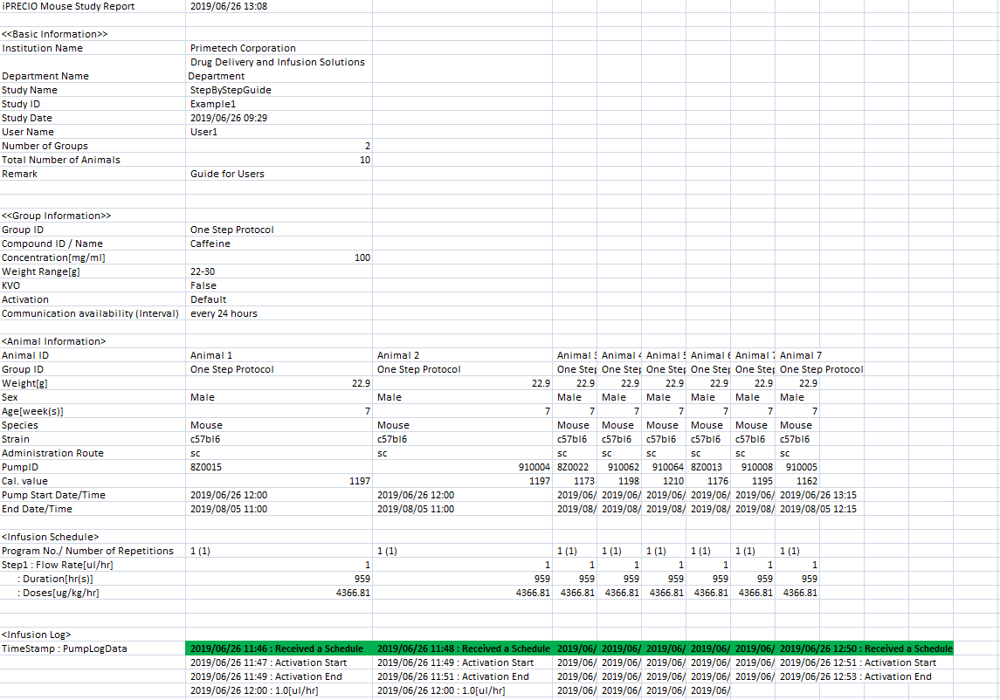 iPRECIO Mouse Study Report 2019/06/26 13:08
<<Basic Information>>
Institution Name Primetech Corporation
Drug Delivery and Infusion Solutions
Department Name Department
Study Name StepByStepGuide
Study ID Example1
Study Date 2019/06/26 09:29
User Name User1
Number of Groups 2
Total Number of Animals 10
Remark Guide for Users
<<Group Information>>
Group ID One Step Protocol
Compound ID / Name Caffeine
Concentration[mg/ml] 100
Weight Range[g] 22-30
KVO False
Activation Default
Communication availability (Interval) every 24 hours
<Animal Information>
Animal ID Animal 1 Animal 2 Animal 3 Animal 4 Animal 5 Animal 6 Animal 7 Animal 7
Group ID One Step Protocol One Step Protocol One Step One Step One Step One Step One Step One Step Protocol
Weight[g] 22.9 22.9 22.9 22.9 22.9 22.9 22.9 22.9
Sex Male Male Male Male Male Male Male Male
Age[week(s)] 7 7 7 7 7 7 7 7
Species Mouse Mouse Mouse Mouse Mouse Mouse Mouse Mouse
Strain c57bl6 c57bl6 c57bl6 c57bl6 c57bl6 c57bl6 c57bl6 c57bl6
Administration Route sc sc sc sc sc sc sc sc
PumpID 8Z0015 910004 8Z0022 910062 910064 8Z0013 910008 910005
Cal. value 1197 1197 1173 1198 1210 1176 1195 1162
Pump Start Date/Time 2019/06/26 12:00 2019/06/26 12:00 2019/06/ 2019/06/ 2019/06/ 2019/06/ 2019/06/ 2019/06/26 13:15
End Date/Time 2019/08/05 11:00 2019/08/05 11:00 2019/08/ 2019/08/ 2019/08/ 2019/08/ 2019/08/ 2019/08/05 12:15
<Infusion Schedule>
Program No./ Number of Repetitions 1 (1) 1 (1) 1 (1) 1 (1) 1 (1) 1 (1) 1 (1) 1 (1)
Step1 : Flow Rate[ul/hr] 1 1 1 1 1 1 1 1
: Duration[hr(s)] 959 959 959 959 959 959 959 959
: Doses[ug/kg/hr] 4366.81 4366.81 4366.81 4366.81 4366.81 4366.81 4366.81 4366.81
<Infusion Log>
TimeStamp : PumpLogData 2019/06/26 11:46 : Received a Schedule 2019/06/26 11:48 : Received a Schedule 2019/06/ 2019/06/ 2019/06/ 2019/06/ 2019/06/ 2019/06/26 12:50 : Received a Schedule
2019/06/26 11:47 : Activation Start 2019/06/26 11:49 : Activation Start 2019/06/ 2019/06/ 2019/06/ 2019/06/ 2019/06/ 2019/06/26 12:51 : Activation Start
2019/06/26 11:49 : Activation End 2019/06/26 11:51 : Activation End 2019/06/ 2019/06/ 2019/06/ 2019/06/ 2019/06/ 2019/06/26 12:53 : Activation End
2019/06/26 12:00 : 1.0[ul/hr] 2019/06/26 12:00 : 1.0[ul/hr] 2019/06/ 2019/06/ 2019/06/ 2019/06/